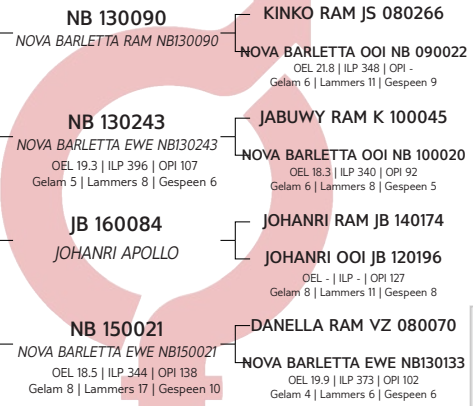 NB 130090
NOVA BARLETTA RAM NB130090
NB 130243
NOVA BARLETTA EWE NB130243
OEL 19.3 | ILP 396 | OPI 107
Gelam 5 | Lammers 8 | Gespeen 6
JB 160084
JOHANRI APOLLO
NB 150021
NOVA BARLETTA EWE NB150021
OEL 18.5 | ILP 344 | OPI 138
Gelam 8 | Lammers 17 | Gespeen 10
KINKO RAM JS 080266
NOVA BARLETTA OOI NB 090022
OEL 21.8 | ILP 348 | OPI -
Gelam 6 | Lammers 11 | Gespeen 9
JABUWY RAM K 100045
NOVA BARLETTA OOI NB 100020
OEL 18.3 | ILP 340 | OPI 92
Gelam 6 | Lammers 8 | Gespeen 5
JOHANRI RAM JB 140174
JOHANRI OOI JB 120196
OEL - | ILP - | OPI 127
Gelam 8 | Lammers 11 | Gespeen 8
DANELLA RAM VZ 080070
NOVA BARLETTA EWE NB130133
OEL 19.9 | ILP 373 | OPI 102
Gelam 4 | Lammers 6 | Gespeen 6